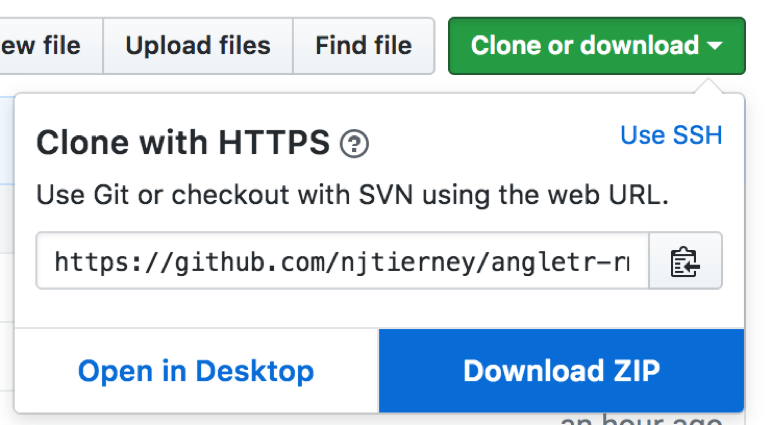 ew file Upload files Find file Clone or download
Clone with HTTPS ?
Use SSH
Use Git or checkout with SVN using the web URL.
https://github.com/njtierney/angletr-r
Open in Desktop Download ZIP
an hour ago